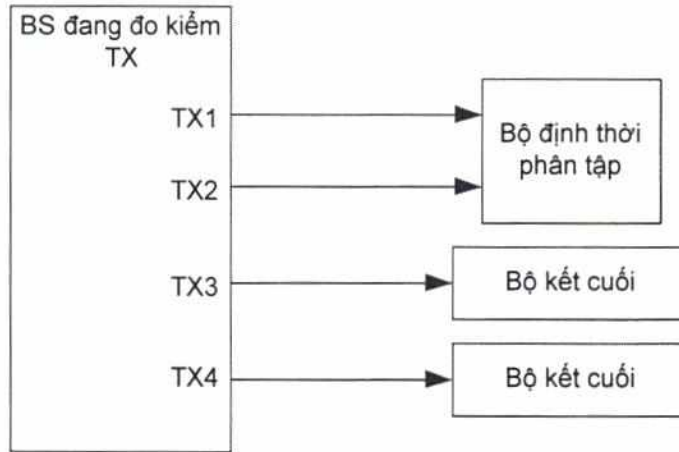 BS đang đo kiểm
TX
TX1
TX2
TX3
TX4
Bộ định thời
phân tập
Bộ kết cuối
Bộ kết cuối